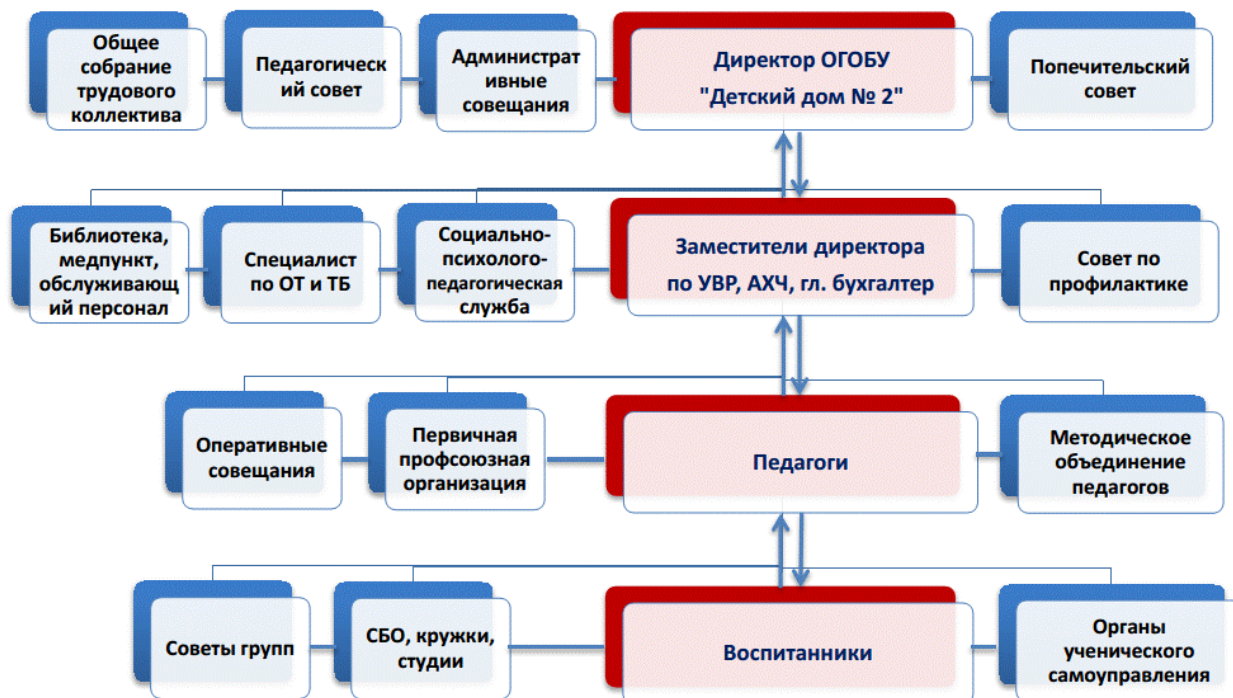 Общее
собрание
трудового
коллектива
Педагогическ
ий совет
Административ
ивные
совещания
Директор ОГОБУ
"Детский дом № 2"
Попечительский
совет
Библиотека,
медпункт,
обслуживающ
ий персонал
Специалист
по ОТ и ТБ
Социально-
психолого-
педагогическая
служба
Заместители директора
по УВР, АХЧ, гл. бухгалтер
Совет по
профилактике
Оперативные
совещания
Первичная
профсоюзная
организация
Педагоги
Методическое
объединение
педагогов
Советы групп
СБО, кружки,
студии
Воспитанники
Органы
ученического
самоуправления